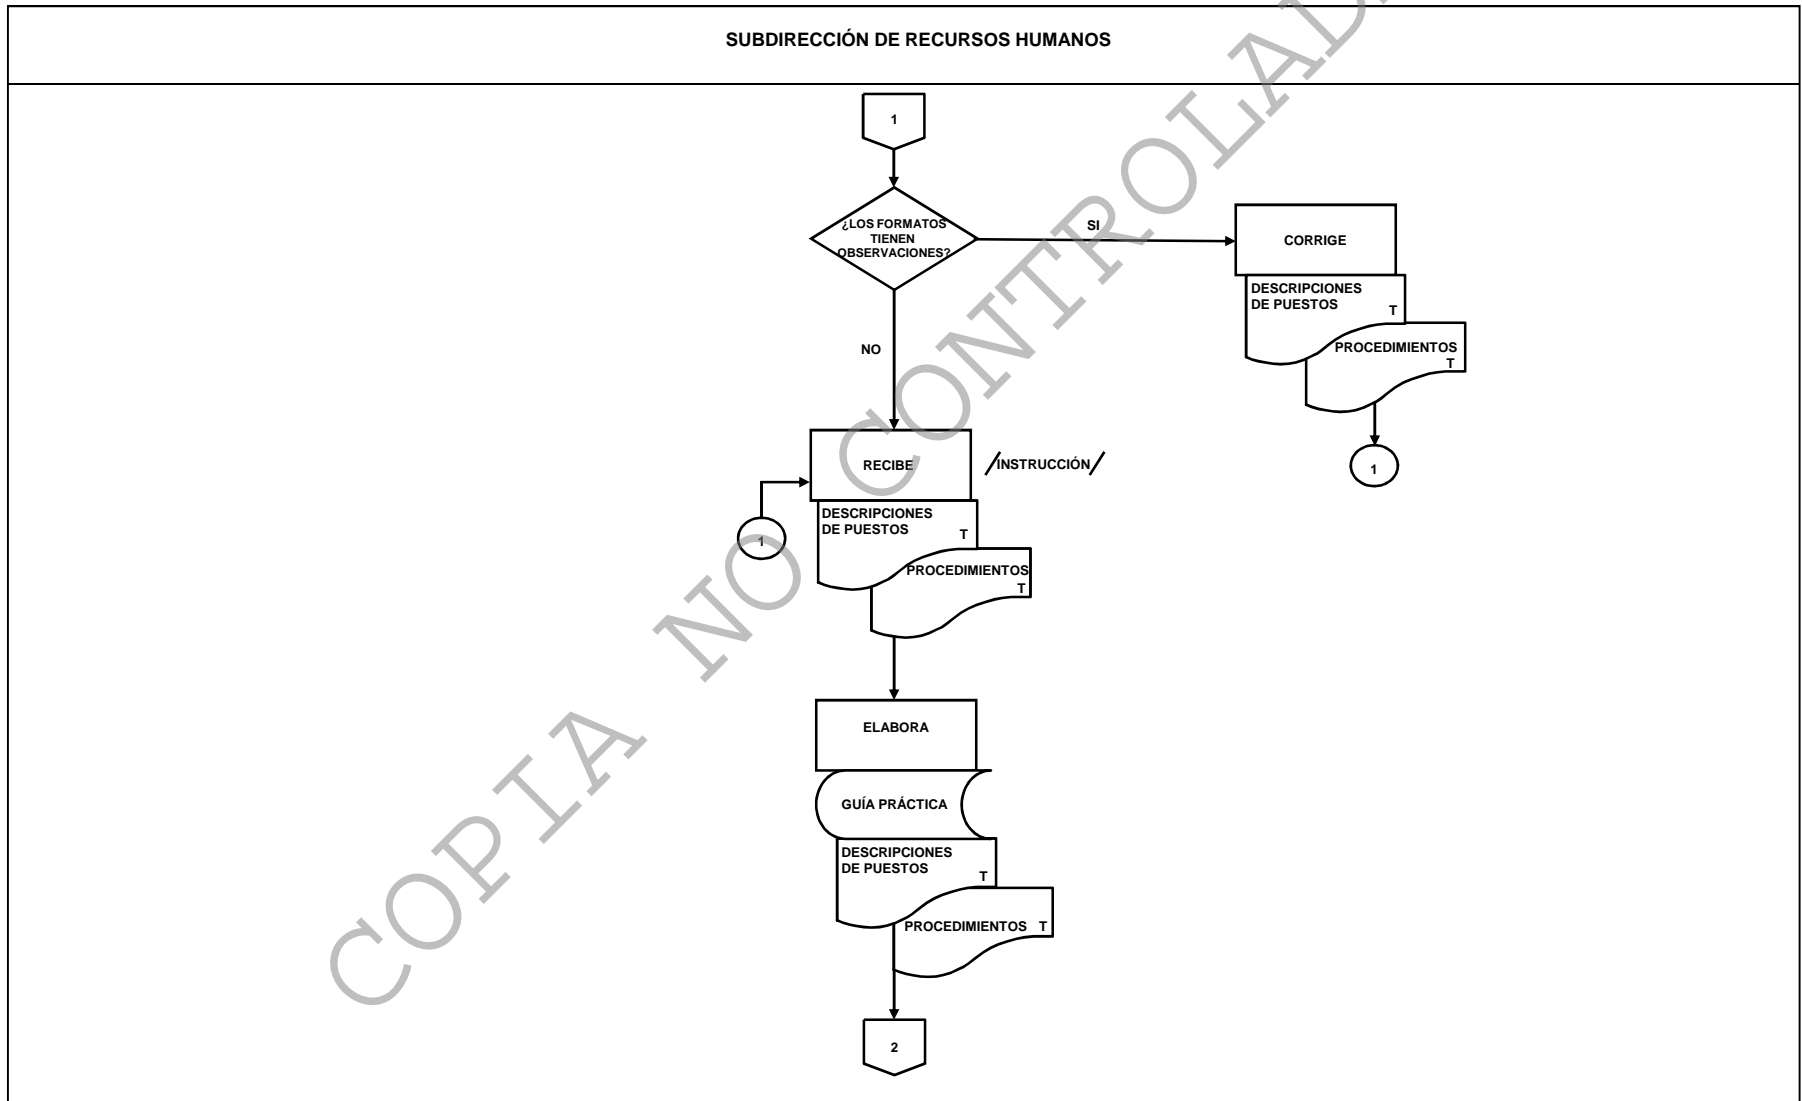 SUBDIRECCIÓN DE RECURSOS HUMANOS
1
¿LOS FORMATOS
TIENEN
OBSERVACIONES?
SI
CORRIGE
DESCRIPCIONES
DE PUESTOS
T
PROCEDIMIENTOS
T
1
NO
RECIBE
/INSTRUCCIÓN/
1
DESCRIPCIONES
DE PUESTOS
T
PROCEDIMIENTOS
T
ELABORA
GUÍA PRÁCTICA
DESCRIPCIONES
DE PUESTOS
T
PROCEDIMIENTOS T
2
COPIA NO CONTROLAD